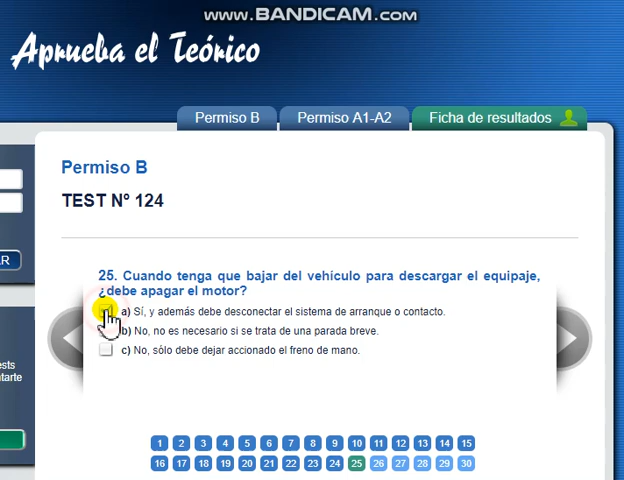 WWW.BANDICAM.COM
Aprueba el Teórico
Permiso B
Permiso A1-A2
Ficha de resultados
Permiso B
TEST Nº 124
AR
25. Cuando tenga que bajar del vehículo para descargar el equipaje,
¿debe apagar el motor?
a) Sí, y además debe desconectar el sistema de arranque o contacto.
b) No, no es necesario si se trata de una parada breve.
c) No, sólo debe dejar accionado el freno de mano.
ests
ntarte
1 2 3 4 5 6 7 8 9 10 11 12 13 14 15
16 17 18 19 20 21 22 23 24 25 26 27 28 29 30